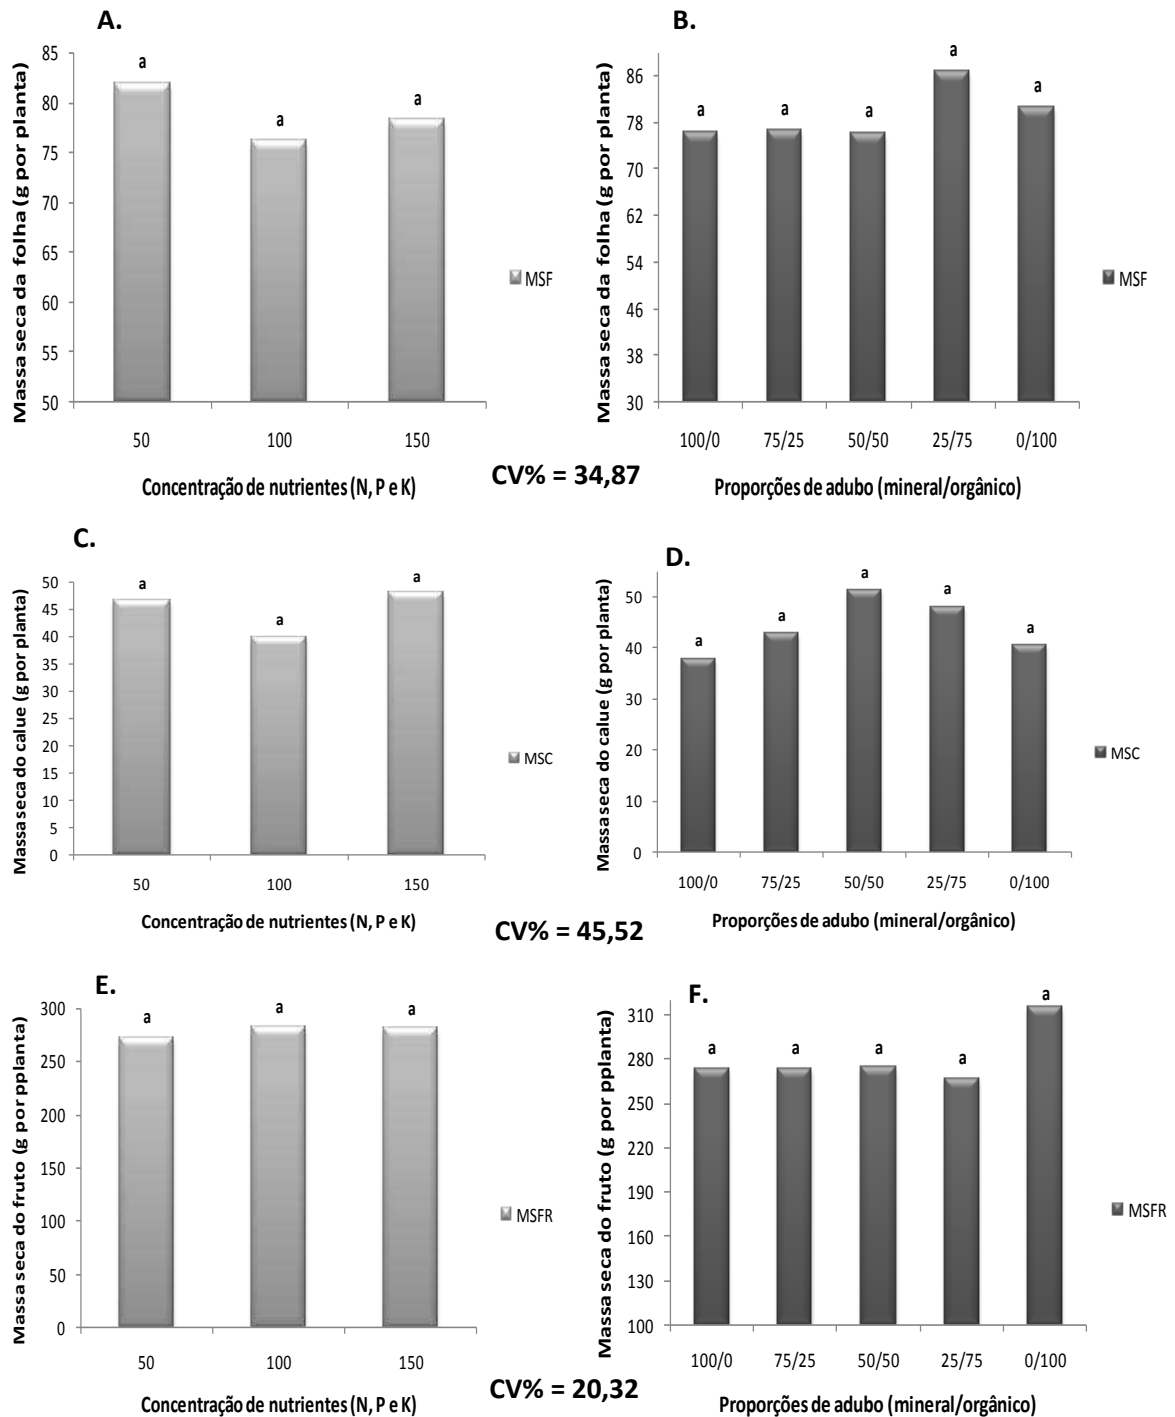 A.
Massa seca da folha (g por planta)
85
80
75
70
65
60
55
50
a
a
a
50
100
150
Concentração de nutrientes (N, P e K)
MSF
B.
Massa seca da folha (g por planta)
86
78
70
62
54
46
38
30
a
a
a
a
a
100/0
75/25
50/50
25/75
0/100
Proporções de adubo (mineral/orgânico)
MSF
CV% = 34,87
C.
Massa seca do calue (g por planta)
50
45
40
35
30
25
20
15
10
5
0
a
a
a
50
100
150
Concentração de nutrientes (N, P e K)
MSC
D.
Massa seca do calue (g por planta)
50
40
30
20
10
0
a
a
a
a
a
100/0
75/25
50/50
25/75
0/100
Proporções de adubo (mineral/orgânico)
MSC
CV% = 45,52
E.
Massa seca do fruto (g por pplanta)
300
250
200
150
100
50
0
a
a
a
50
100
150
Concentração de nutrientes (N, P e K)
MSFR
F.
Massa seca do fruto (g por pplanta)
310
280
250
220
190
160
130
100
a
a
a
a
a
100/0
75/25
50/50
25/75
0/100
Proporções de adubo (mineral/orgânico)
MSFR
CV% = 20,32